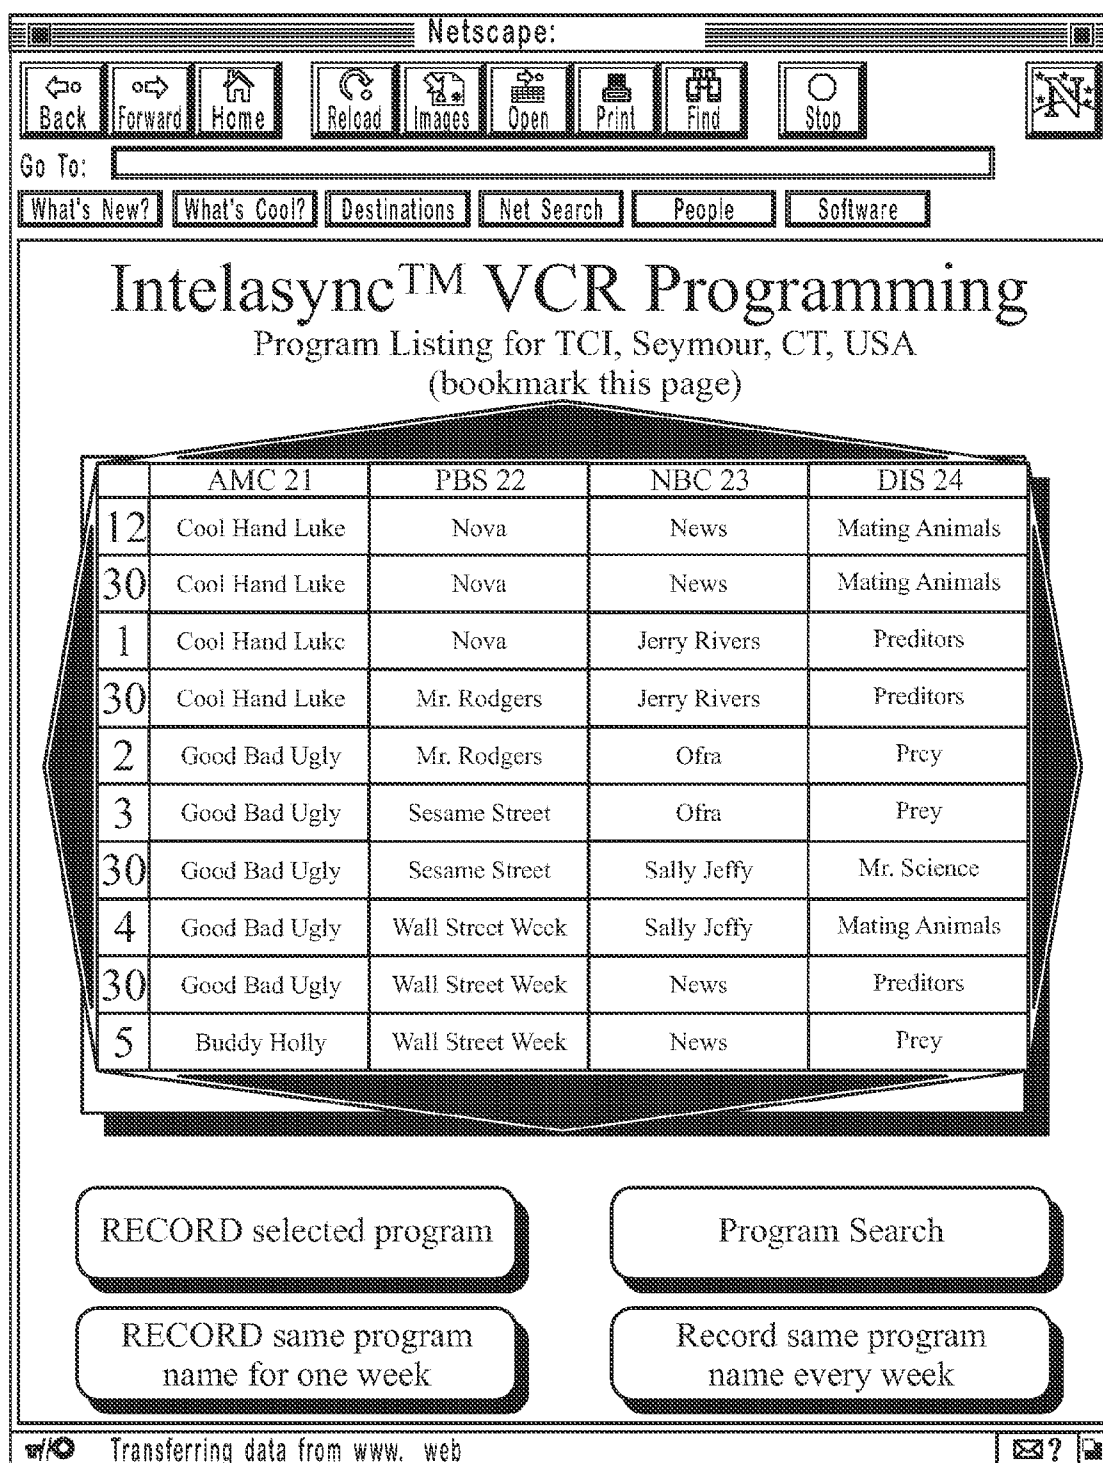 Netscape:
Back Forward Home Reload Images Open Print Find Stop N
Go To:
What's New? What's Cool? Destinations Net Search People Software
Intelasync™ VCR Programming
Program Listing for TCI, Seymour, CT, USA
(bookmark this page)
AMC 21 PBS 22 NBC 23 DIS 24
12 Cool Hand Luke Nova News Mating Animals
30 Cool Hand Luke Nova News Mating Animals
1 Cool Hand Luke Nova Jerry Rivers Preditors
30 Cool Hand Luke Mr. Rodgers Jerry Rivers Preditors
2 Good Bad Ugly Mr. Rodgers Ofra Prey
3 Good Bad Ugly Sesame Street Ofra Prey
30 Good Bad Ugly Sesame Street Sally Jeffy Mr. Science
4 Good Bad Ugly Wall Street Week Sally Jeffy Mating Animals
30 Good Bad Ugly Wall Street Week News Preditors
5 Buddy Holly Wall Street Week News Prey
RECORD selected program Program Search
RECORD same program
name for one week
Record same program
name every week
Transferring data from www. web ?